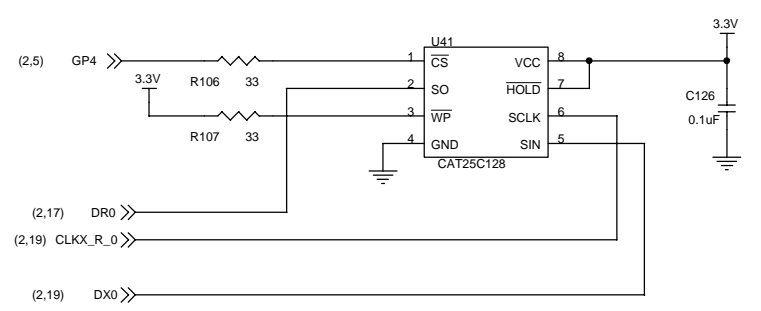 3.3V
U41
(2,5) GP4 1 CS VCC 8
3.3V R106 33 2 SO HOLD 7
C126
3 WP SCLK 6
0.1uF
R107 33
4 GND SIN 5
CAT25C128
(2,17) DR0
(2,19) CLKX_R_0
(2,19) DX0